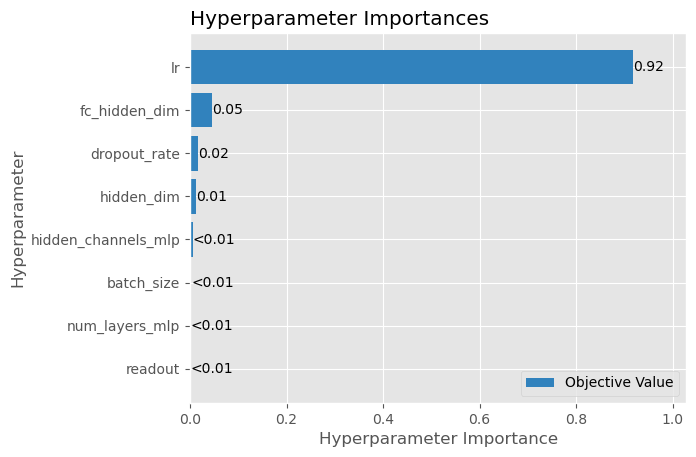 Hyperparameter Importances
Hyperparameter
lr
0.92
fc_hidden_dim
0.05
dropout_rate
0.02
hidden_dim
0.01
hidden_channels_mlp
<0.01
batch_size
<0.01
num_layers_mlp
<0.01
readout
<0.01
Objective Value
0.0 0.2 0.4 0.6 0.8 1.0
Hyperparameter Importance